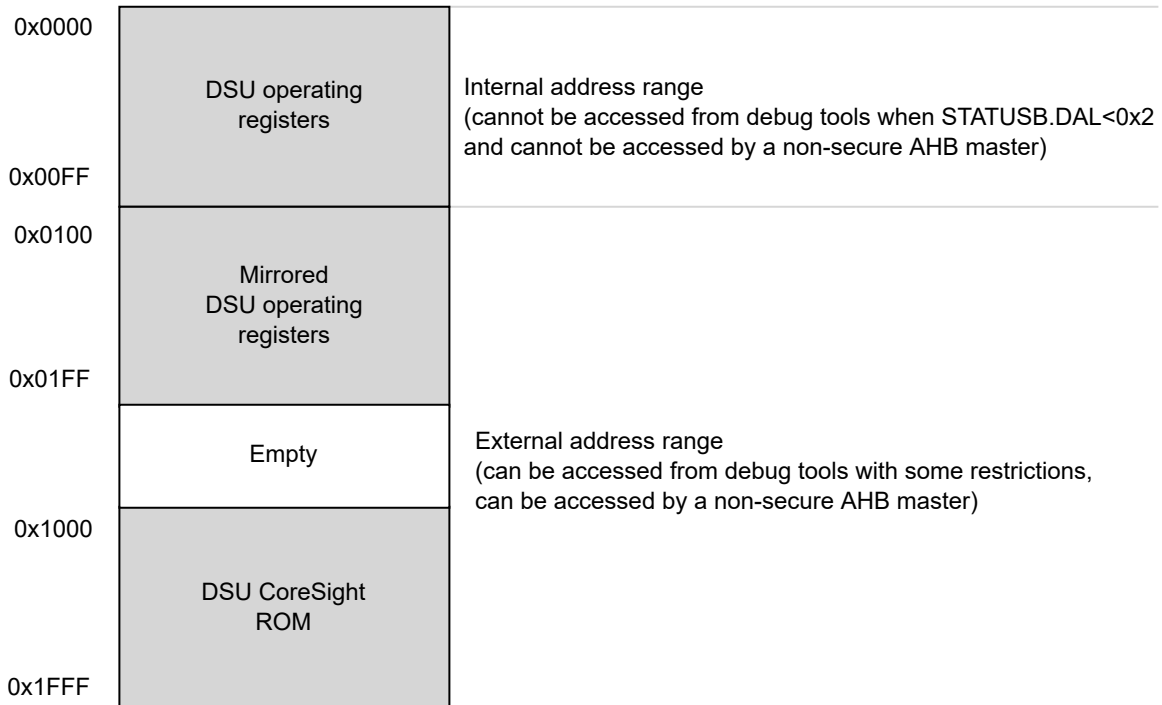 0x0000
DSU operating
registers
Internal address range
(cannot be accessed from debug tools when STATUSB.DAL<0x2
and cannot be accessed by a non-secure AHB master)
0x00FF
0x0100
Mirrored
DSU operating
registers
0x01FF
Empty
External address range
(can be accessed from debug tools with some restrictions,
can be accessed by a non-secure AHB master)
0x1000
DSU CoreSight
ROM
0x1FFF